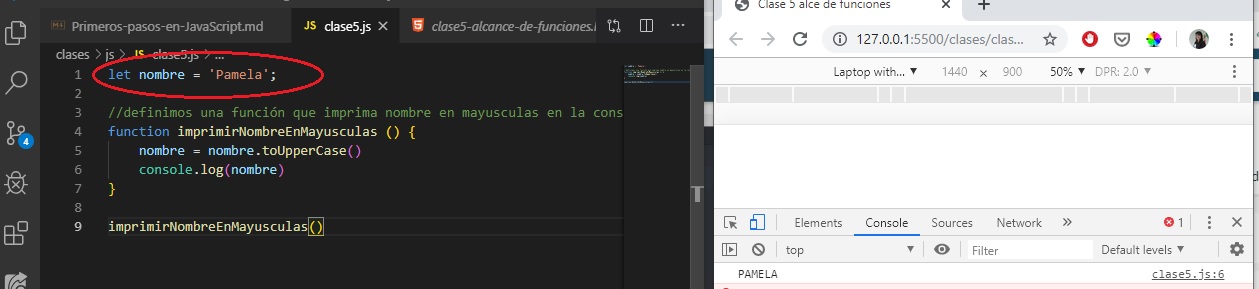 Primeros-pasos-en-JavaScript.md
JS clase5.js
5 clase5-alcance-de-funciones.
clases > js > JS clase5.js > ...
1 let nombre = 'Pamela';
2
3 //definimos una función que imprima nombre en mayusculas en la cons
4 function imprimirNombreEnMayusculas () {
5 nombre = nombre.toUpperCase()
6 console.log(nombre)
7 }
8
9 imprimirNombreEnMayusculas()
4
Clase 5 alce de funciones
127.0.0.1:5500/clases/clas...
Laptop with... ▼ 1440 × 900 50% ▼ DPR: 2.0 ▼
Elements Console Sources Network » 1
top ▼ Filter Default levels ▼
PAMELA clase5.js:6